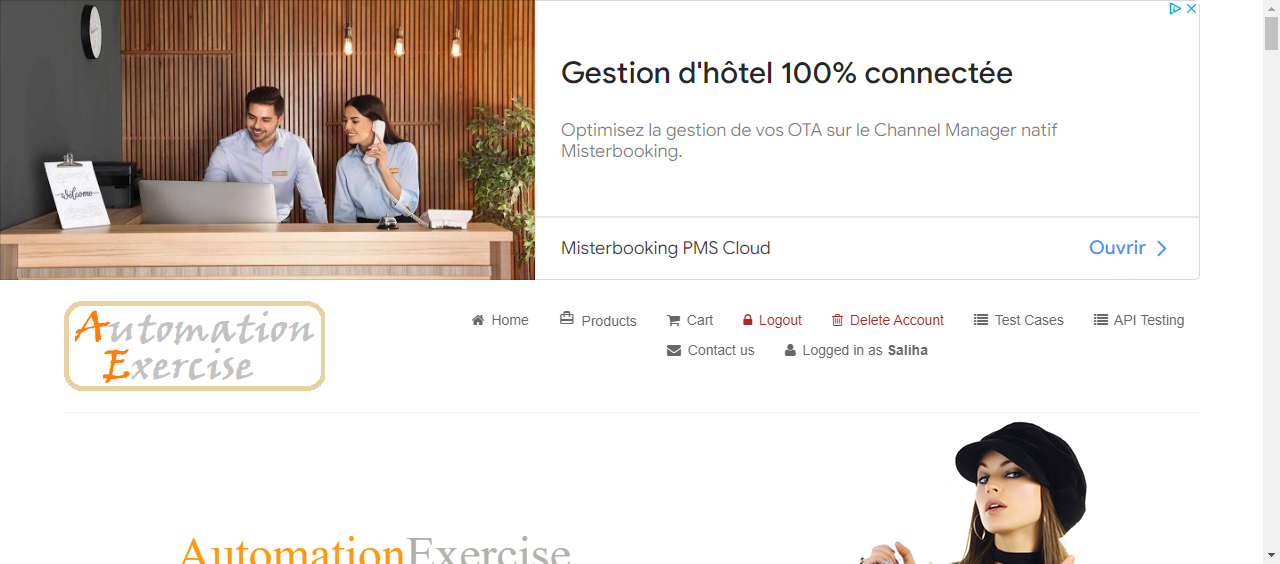 Welcome
Gestion d'hôtel 100% connectée
Optimisez la gestion de vos OTA sur le Channel Manager natif
Misterbooking.
Misterbooking PMS Cloud
Ouvrir
Automation
Exercise
Home Products Cart Logout Delete Account Test Cases API Testing
Contact us Logged in as Saliha
AutomationExercise